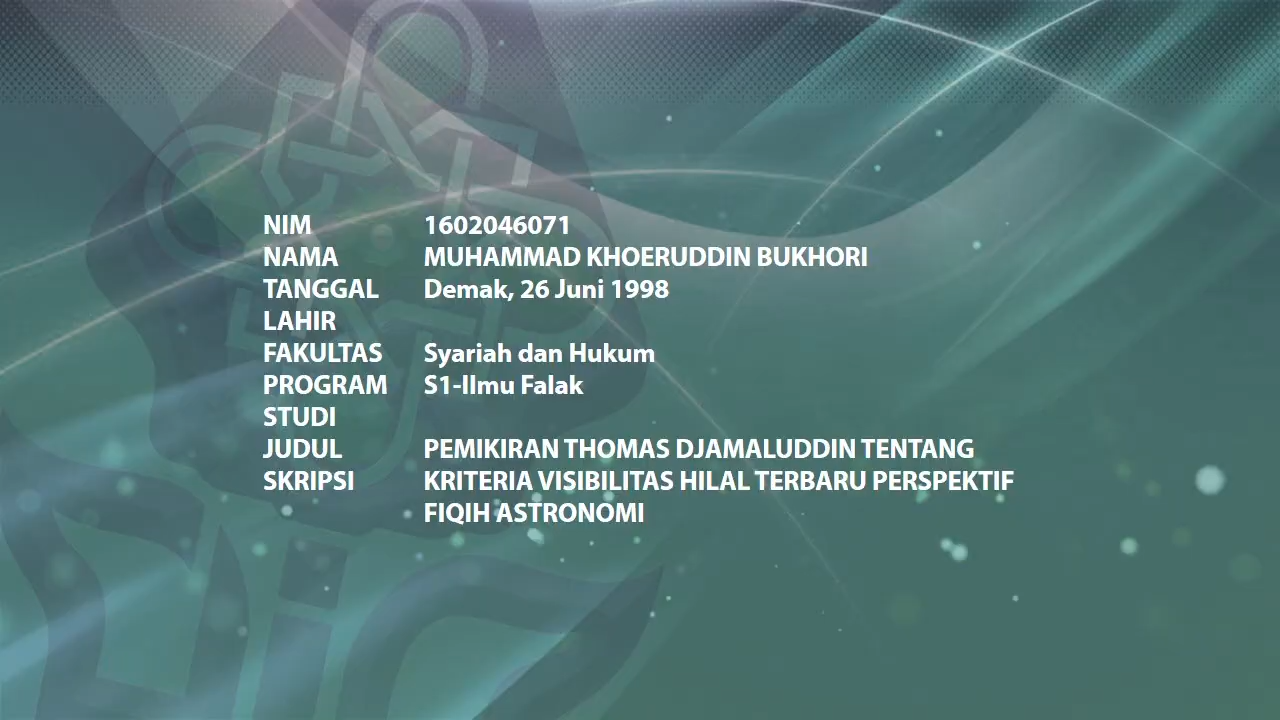 NIM 1602046071
NAMA MUHAMMAD KHOERUDDIN BUKHORI
TANGGAL Demak, 26 Juni 1998
LAHIR
FAKULTAS Syariah dan Hukum
PROGRAM S1-Ilmu Falak
STUDI
JUDUL PEMIKIRAN THOMAS DJAMALUDDIN TENTANG
SKRIPSI KRITERIA VISIBILITAS HILAL TERBARU PERSPEKTIF
FIQIH ASTRONOMI